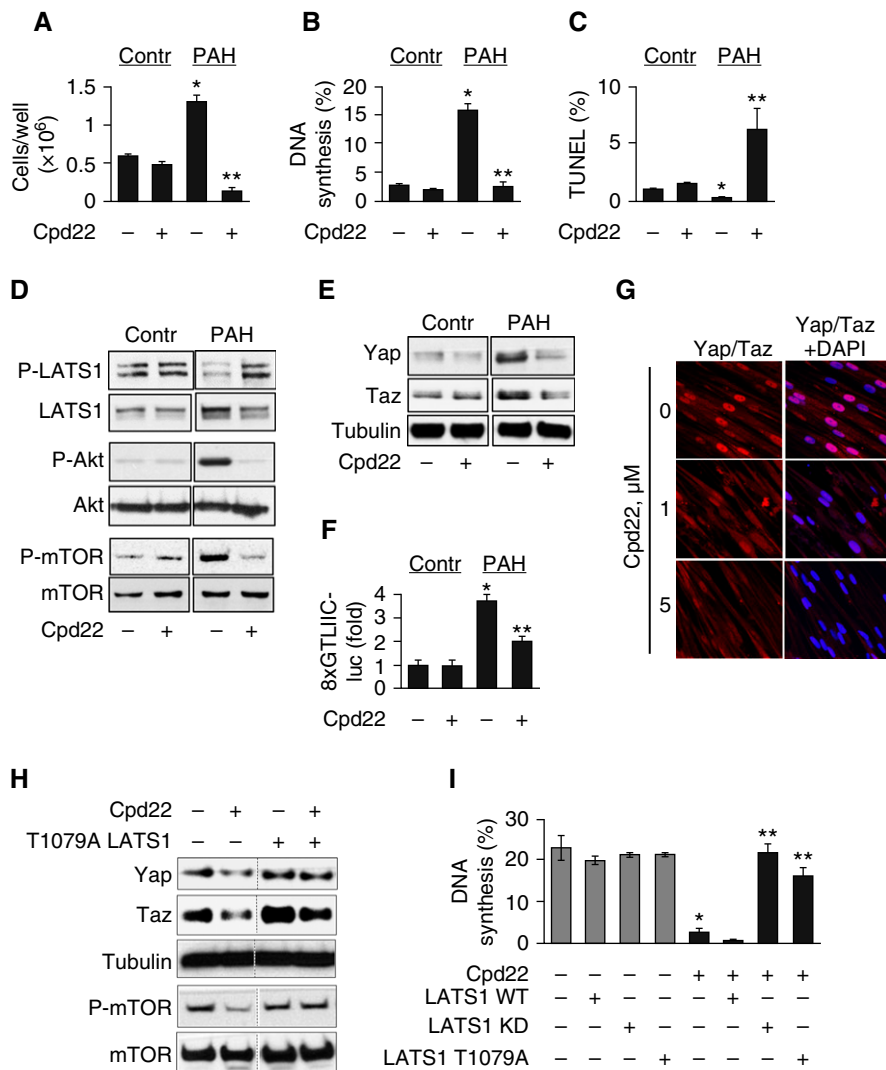 A
Contr PAH
Cells/well
(×10⁶)
1.5
1
0.5
0
*
**
Cpd22 – + – +
B
Contr PAH
DNA
synthesis (%)
20
15
10
5
0
*
**
– + – +
C
Contr PAH
TUNEL (%)
10
5
0
*
**
Cpd22 – + – +
D
Contr PAH
P-LATS1
LATS1
P-Akt
Akt
P-mTOR
mTOR
Cpd22 – + – +
E
Contr PAH
Yap
Taz
Tubulin
Cpd22 – + – +
F
Contr PAH
8xGTLIIC-
luc (fold)
4
3
2
1
0
*
**
Cpd22 – + – +
G
Yap/Taz
Yap/Taz
+DAPI
Cpd22, µM
0
1
5
H
Cpd22 – + – +
T1079A LATS1 – – + +
Yap
Taz
Tubulin
P-mTOR
mTOR
I
DNA
synthesis (%)
30
20
10
0
*
**
**
Cpd22 – – – – + + + +
LATS1 WT – + – – – + – –
LATS1 KD – – + – – – + –
LATS1 T1079A – – – + – – – +